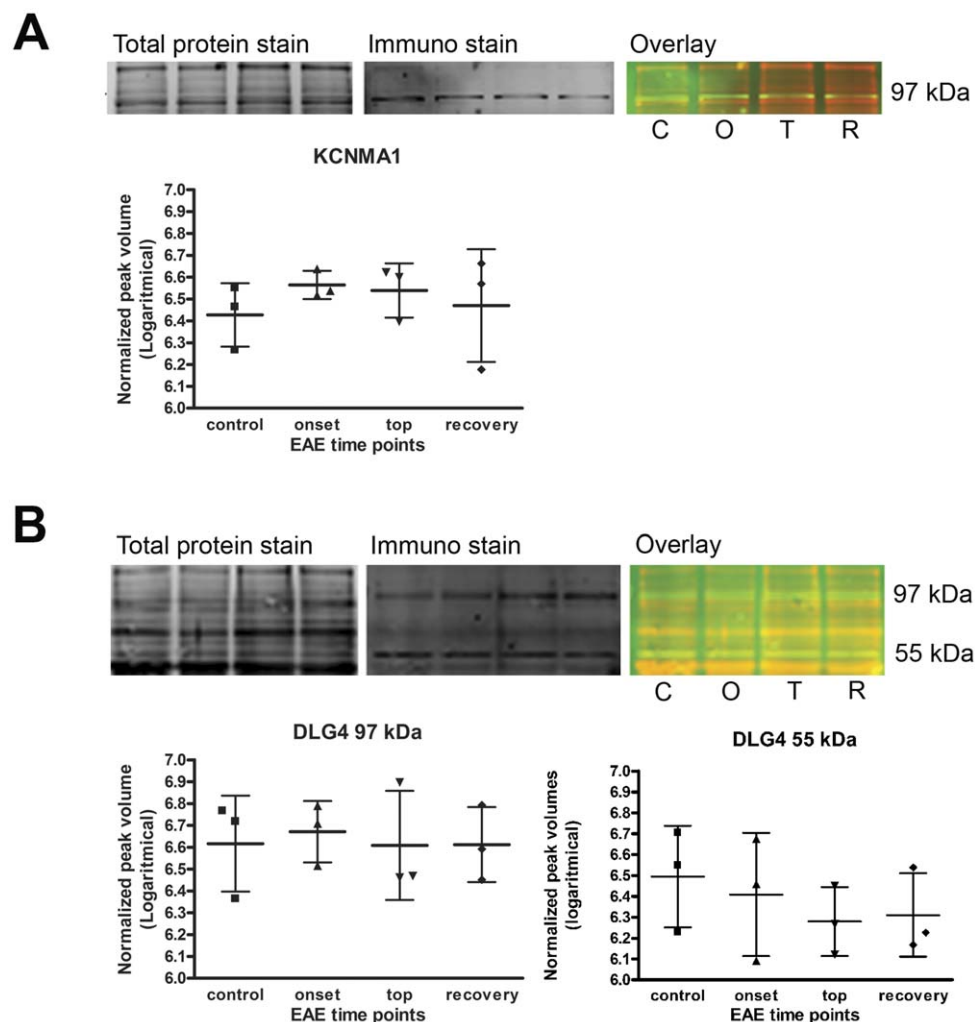 A
Total protein stain Immuno stain Overlay
97 kDa
C O T R
KCNMA1
Normalized peak volume
(Logaritmical)
7.0
6.9
6.8
6.7
6.6
6.5
6.4
6.3
6.2
6.1
6.0
control onset top recovery
EAE time points
B
Total protein stain Immuno stain Overlay
97 kDa
55 kDa
C O T R
DLG4 97 kDa
Normalized peak volume
(Logaritmical)
7.0
6.9
6.8
6.7
6.6
6.5
6.4
6.3
6.2
6.1
6.0
control onset top recovery
EAE time points
DLG4 55 kDa
Normalized peak volumes
(logaritmical)
7.0
6.9
6.8
6.7
6.6
6.5
6.4
6.3
6.2
6.1
6.0
control onset top recovery
EAE time points